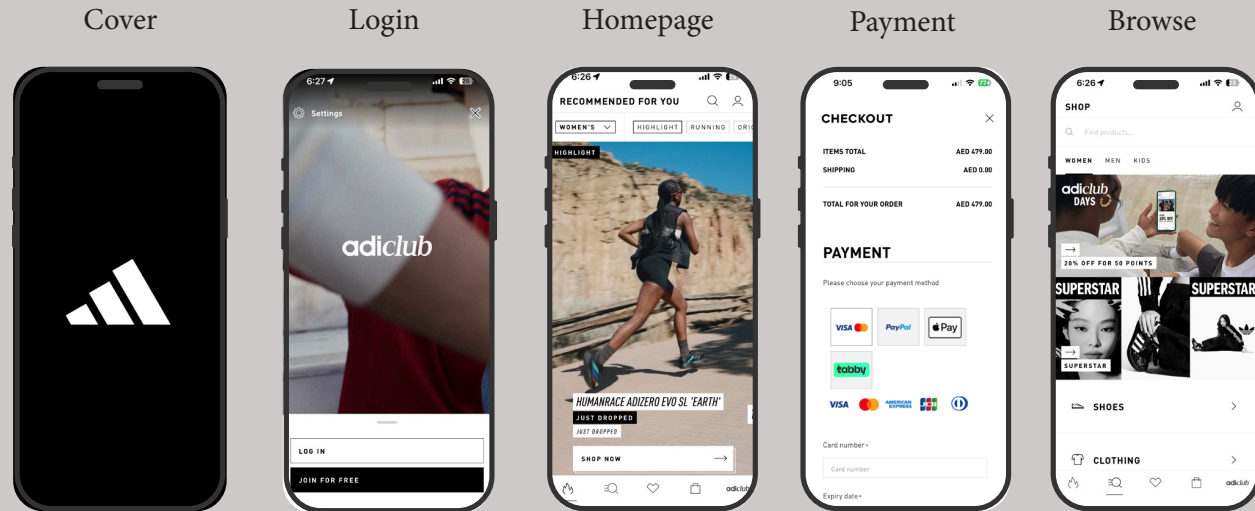 Cover
Login
Homepage
Payment
Browse
6:27
25
Settings
adiclub
LOG IN
JOIN FOR FREE
6:26
RECOMMENDED FOR YOU
WOMEN'S
HIGHLIGHT
RUNNING
HIGHLIGHT
HUMANRACE ADIZERO EVO SL 'EARTH'
JUST DROPPED
JUST DROPPED
SHOP NOW
adiclub
9:05
77
CHECKOUT
ITEMS TOTAL AED 479.00
SHIPPING AED 0.00
TOTAL FOR YOUR ORDER AED 479.00
PAYMENT
Please choose your payment method
VISA
PayPal
Pay
tabby
VISA
AMERICAN EXPRESS
JCB
Card number•
Card number
Expiry date•
6:26
25
SHOP
Find products...
WOMEN MEN KIDS
adiclub
DAYS
20% OFF FOR 50 POINTS
SUPERSTAR
SUPERSTAR
SUPERSTAR
SHOES
CLOTHING
adiclub